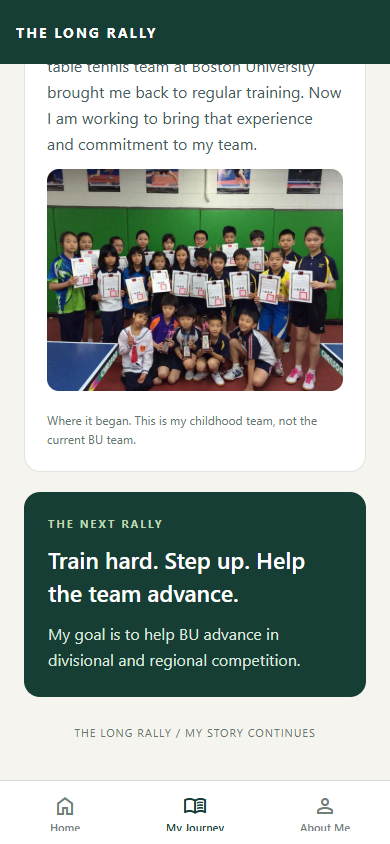 THE LONG RALLY
table tennis team at Boston University
brought me back to regular training. Now
I am working to bring that experience
and commitment to my team.
Where it began. This is my childhood team, not the
current BU team.
THE NEXT RALLY
Train hard. Step up. Help
the team advance.
My goal is to help BU advance in
divisional and regional competition.
THE LONG RALLY / MY STORY CONTINUES
Home
My Journey
About Me